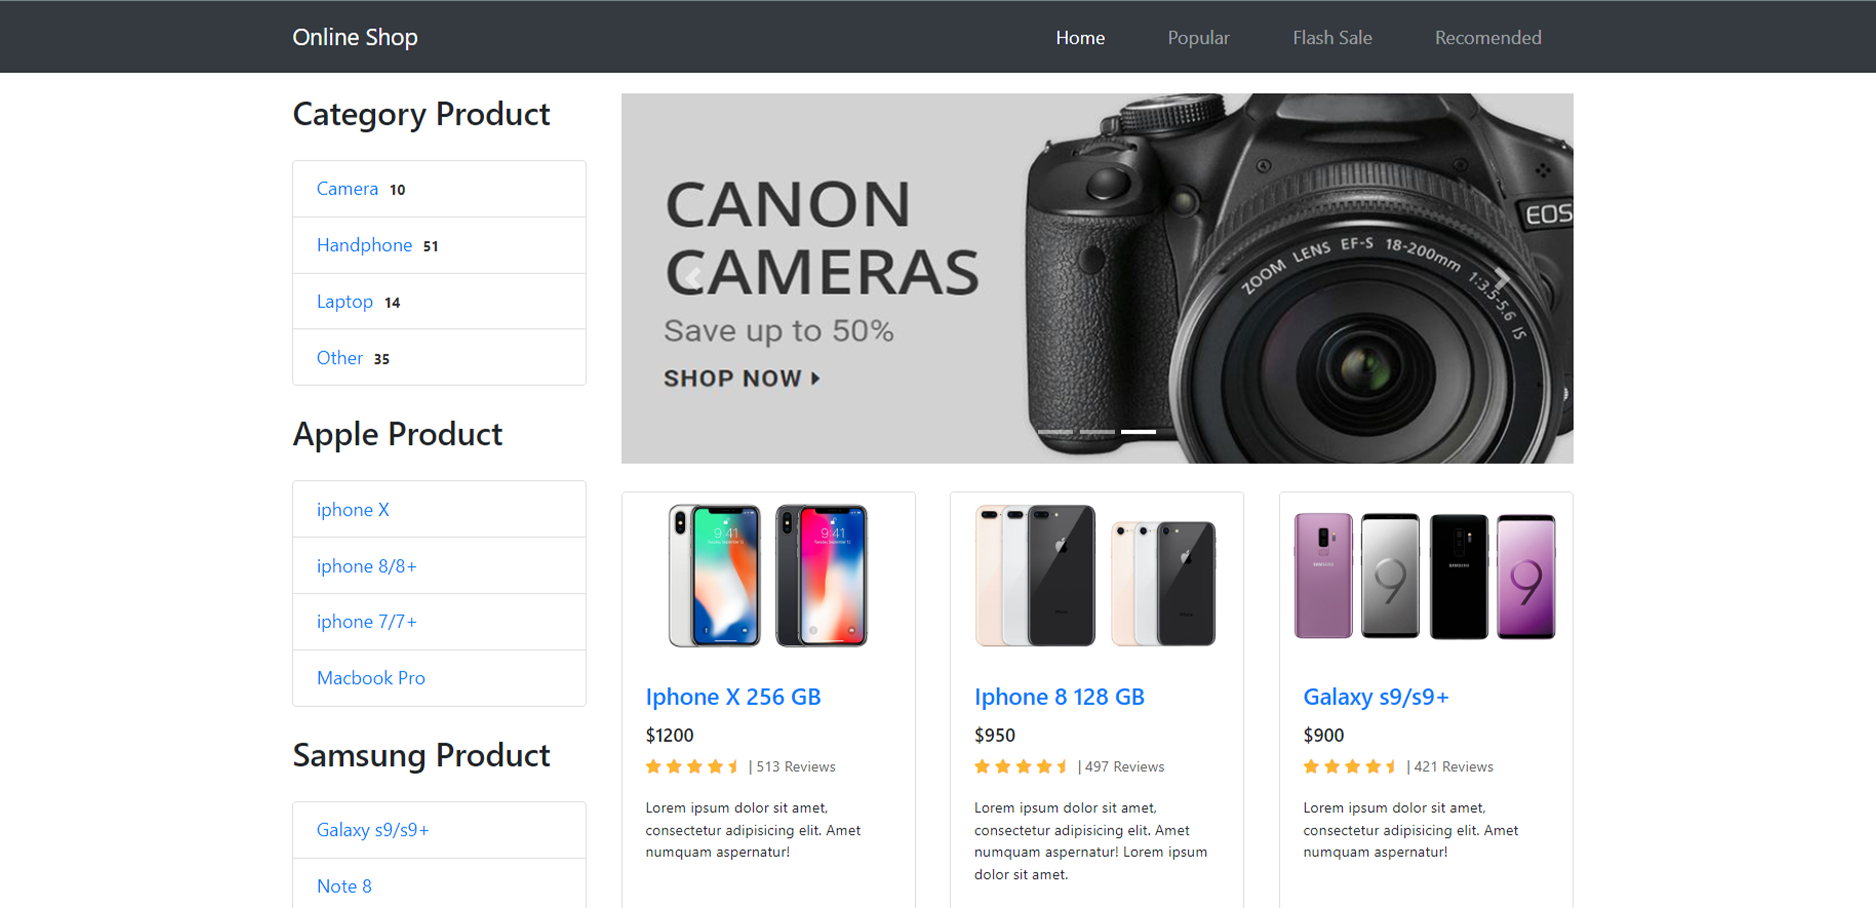 Online Shop
Home
Popular
Flash Sale
Recomended
Category Product
Camera 10
Handphone 51
Laptop 14
Other 35
Apple Product
iphone X
iphone 8/8+
iphone 7/7+
Macbook Pro
Samsung Product
Galaxy s9/s9+
Note 8
CANON
CAMERAS
Save up to 50%
SHOP NOW
EOS
ZOOM LENS EF-S 18-200mm 1:3.5-5.6 IS
9:41
9:41
Iphone X 256 GB
$1200
| 513 Reviews
Lorem ipsum dolor sit amet,
consectetur adipisicing elit. Amet
numquam aspernatur!
Iphone 8 128 GB
$950
| 497 Reviews
Lorem ipsum dolor sit amet,
consectetur adipisicing elit. Amet
numquam aspernatur! Lorem ipsum
dolor sit amet.
SAMSUNG
9
SAMSUNG
9
Galaxy s9/s9+
$900
| 421 Reviews
Lorem ipsum dolor sit amet,
consectetur adipisicing elit. Amet
numquam aspernatur!